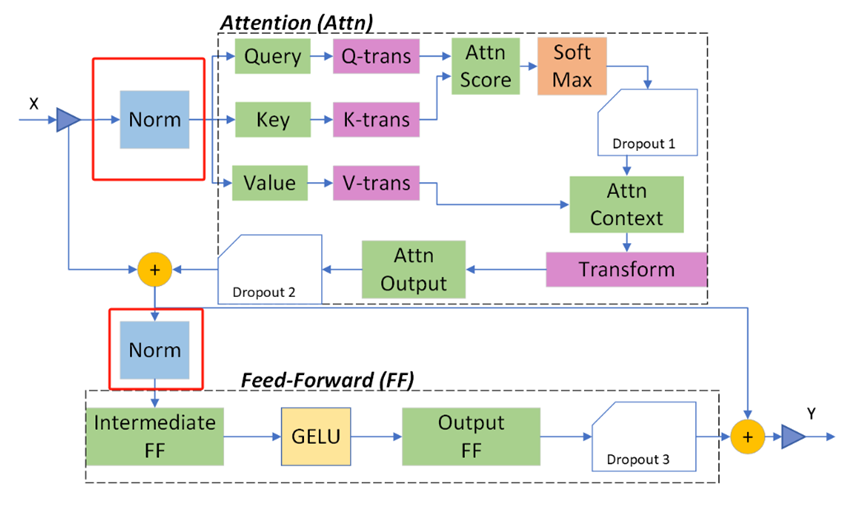 Attention (Attn)
X
Norm
Query
Q-trans
Attn
Score
Soft
Max
Key
K-trans
Dropout 1
Value
V-trans
Attn
Context
+
Dropout 2
Attn
Output
Transform
Norm
Feed-Forward (FF)
Intermediate
FF
GELU
Output
FF
Dropout 3
+
Y